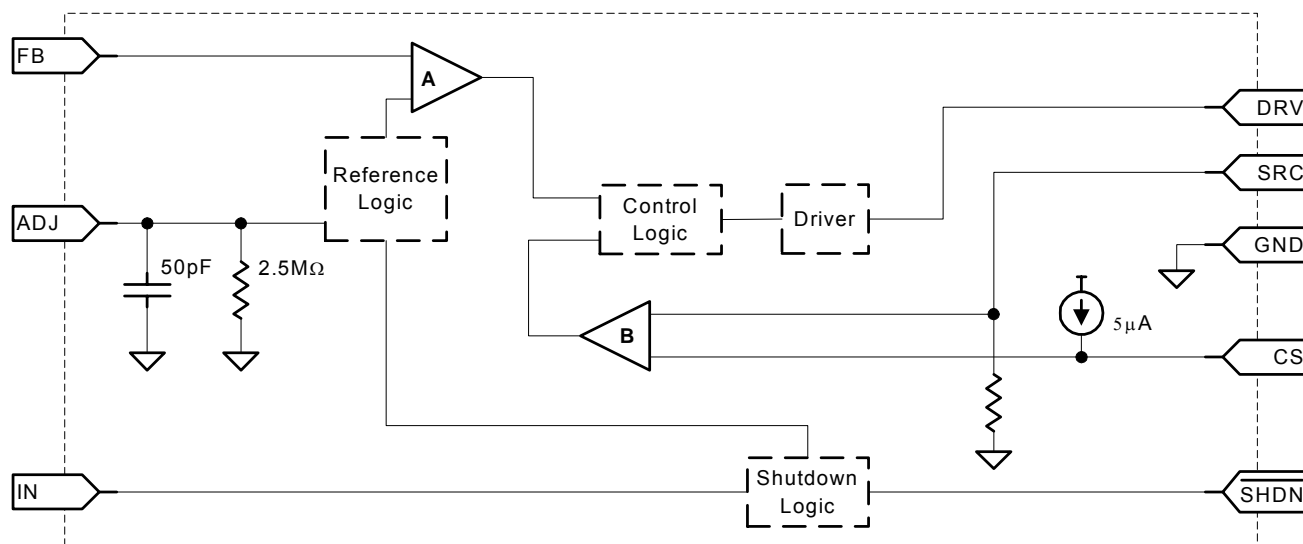 FB
A
DRV
Reference
Logic
SRC
ADJ
Control
Logic
Driver
GND
50pF
2.5MΩ
5µA
B
CS
IN
Shutdown
Logic
SHDN